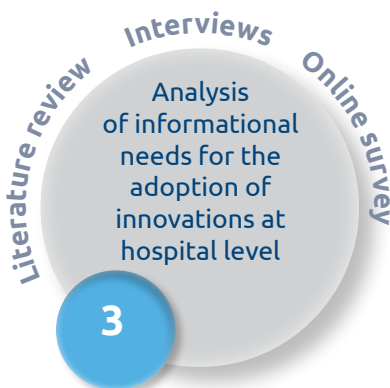 Literature review
Interviews
Online survey
Analysis
of informational
needs for the
adoption of
innovations at
hospital level
3